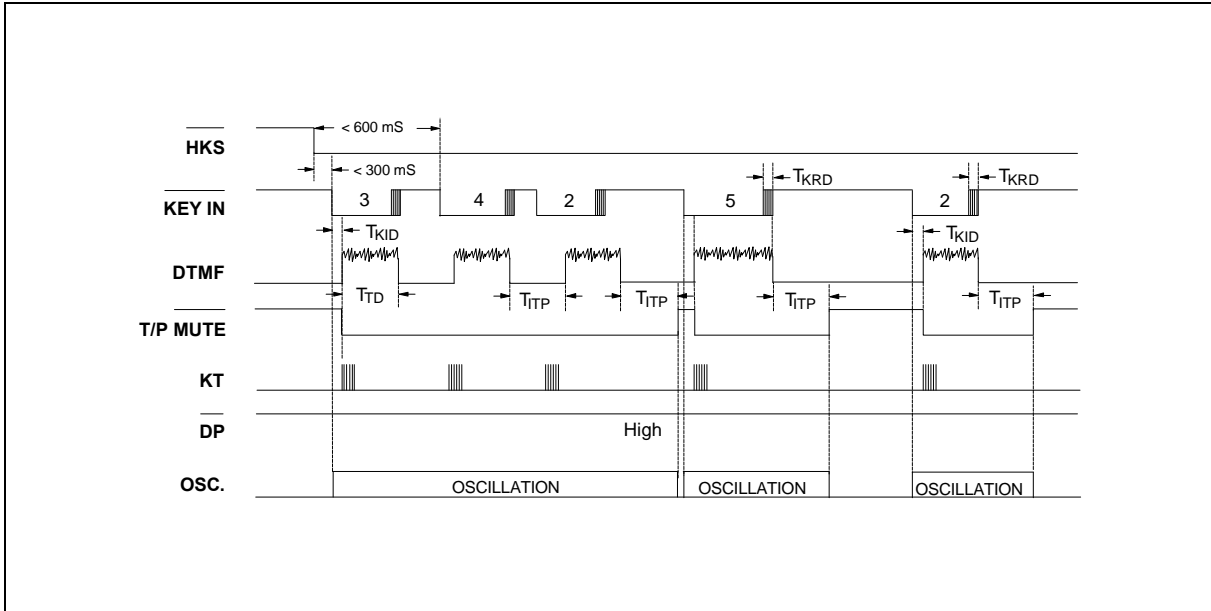 < 600 mS
HKS
< 300 mS
TKRD
TKRD
KEY IN
3
4
2
5
2
TKID
TKID
DTMF
TTD
TITP
TITP
TITP
TITP
T/P MUTE
KT
DP
High
OSC.
OSCILLATION
OSCILLATION
OSCILLATION